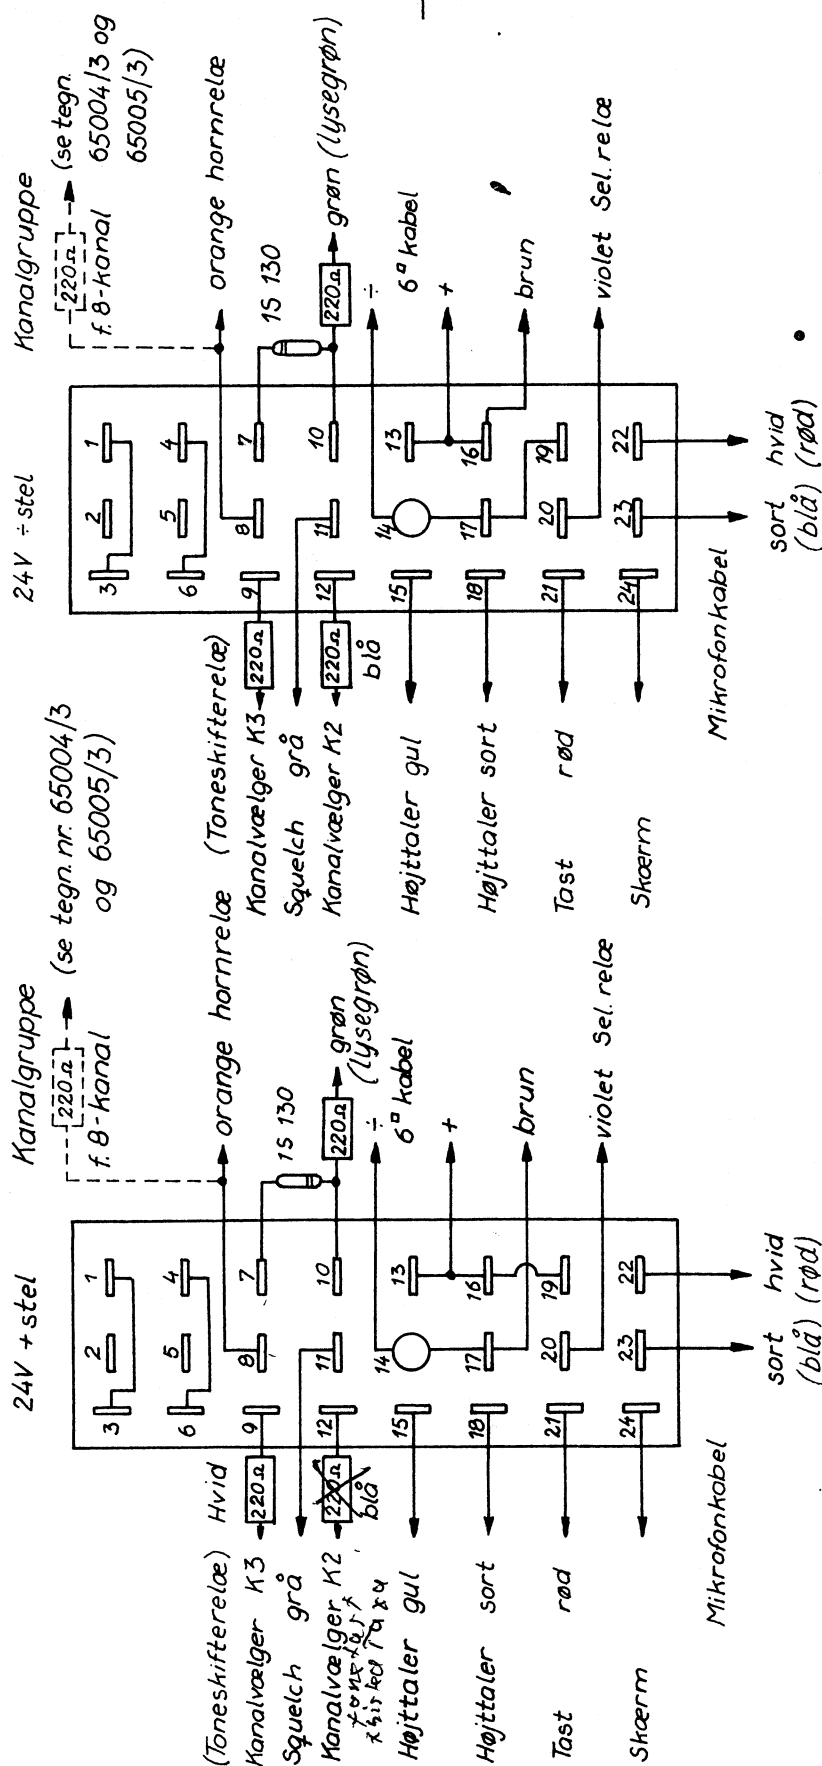 24V + stel
Kanalgruppe
220Ω
f. 8-kanal
(se tegn. nr. 65004/3
og 65005/3)
orange hornrelæ
1S 130
220Ω
grøn
(lysegrøn)
÷
6□ kabel
+
brun
violet Sel. relæ
1
2
3
4
5
6
7
8
9
10
11
12
13
14
15
16
17
18
19
20
21
22
23
24
(Toneskifterelæ) Hvid
Kanalvælger K3
220Ω
Squelch grå
Kanalvælger K2
220Ω
blå
Højttaler gul
Højttaler sort
Tast rød
Skærm
Mikrofonkabel
sort hvid
(blå) (rød)
24V ÷ stel
Kanalgruppe
220Ω
f. 8-kanal
(se tegn.
65004/3 og
65005/3)
orange hornrelæ
1S 130
220Ω
grøn (lysegrøn)
÷
6□ kabel
+
brun
violet Sel. relæ
1
2
3
4
5
6
7
8
9
10
11
12
13
14
15
16
17
18
19
20
21
22
23
24
(Toneskifterelæ)
Kanalvælger K3
220Ω
Squelch grå
Kanalvælger K2
220Ω
blå
Højttaler gul
Højttaler sort
Tast rød
Skærm
Mikrofonkabel
sort hvid
(blå) (rød)